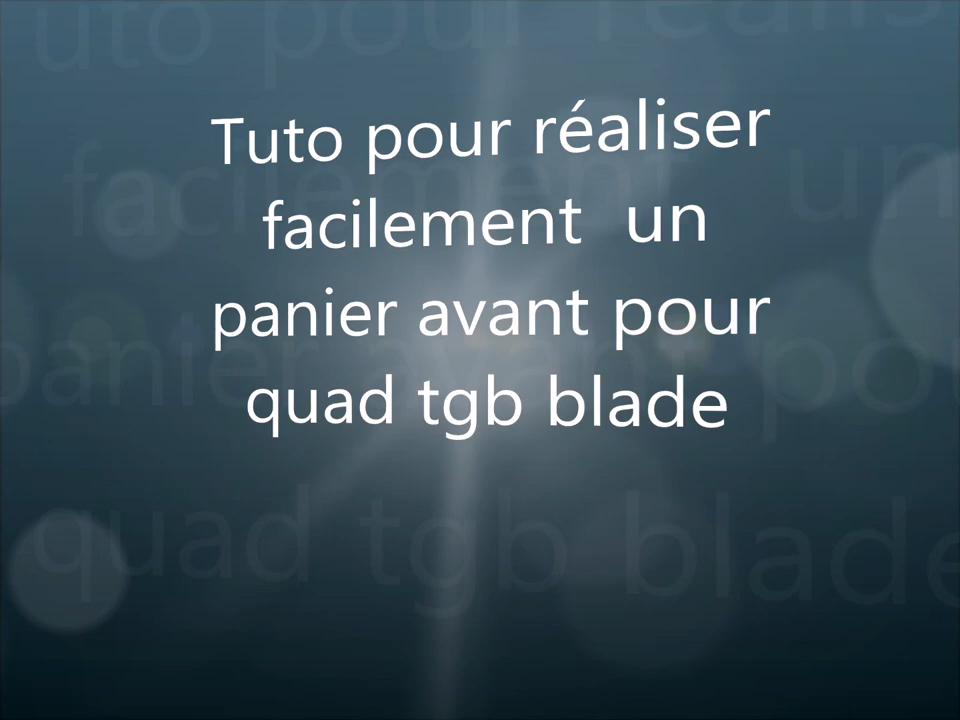 Tuto pour réaliser
facilement un
panier avant pour
quad tgb blade